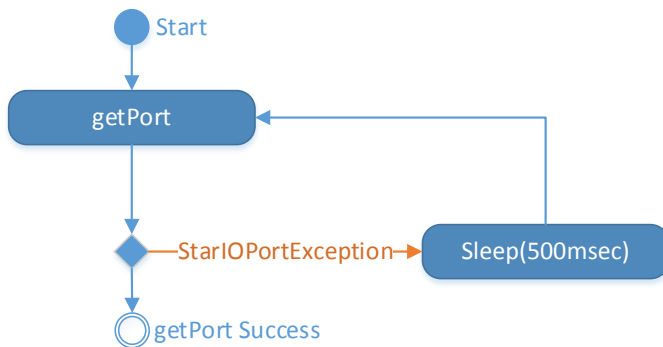 Start
getPort
StarIOPortException
Sleep(500msec)
getPort Success